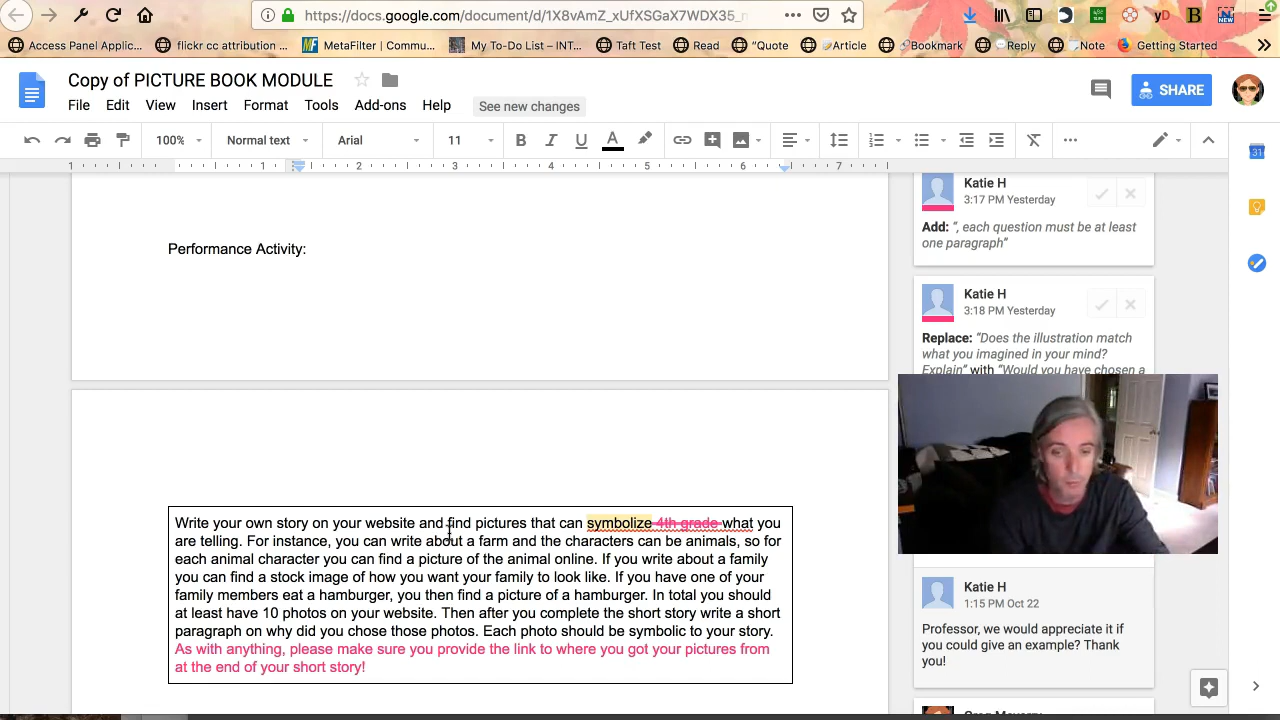 https://docs.google.com/document/d/1X8vAmZ_xUfXSGaX7WDX35_
Access Panel Applic...
flickr cc attribution ...
MetaFilter | Commu...
My To-Do List – INT...
Taft Test
Read
"Quote
Article
Bookmark
Reply
Note
Getting Started
Copy of PICTURE BOOK MODULE
SHARE
File Edit View Insert Format Tools Add-ons Help See new changes
100% Normal text Arial 11
1 1 2 3 4 5 6 7
Performance Activity:
Write your own story on your website and find pictures that can symbolize 4th grade what you
are telling. For instance, you can write about a farm and the characters can be animals, so for
each animal character you can find a picture of the animal online. If you write about a family
you can find a stock image of how you want your family to look like. If you have one of your
family members eat a hamburger, you then find a picture of a hamburger. In total you should
at least have 10 photos on your website. Then after you complete the short story write a short
paragraph on why did you chose those photos. Each photo should be symbolic to your story.
As with anything, please make sure you provide the link to where you got your pictures from
at the end of your short story!
Katie H
3:17 PM Yesterday
Add: ", each question must be at least
one paragraph"
Katie H
3:18 PM Yesterday
Replace: "Does the illustration match
what you imagined in your mind?
Explain" with "Would you have chosen a
Katie H
1:15 PM Oct 22
Professor, we would appreciate it if
you could give an example? Thank
you!
31